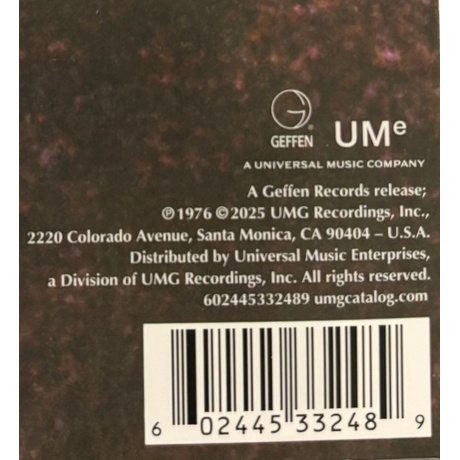 G®
GEFFEN UMe
A UNIVERSAL MUSIC COMPANY
A Geffen Records release;
℗1976 ©2025 UMG Recordings, Inc.,
2220 Colorado Avenue, Santa Monica, CA 90404 – U.S.A.
Distributed by Universal Music Enterprises,
a Division of UMG Recordings, Inc. All rights reserved.
602445332489 umgcatalog.com
6 02445 33248 9